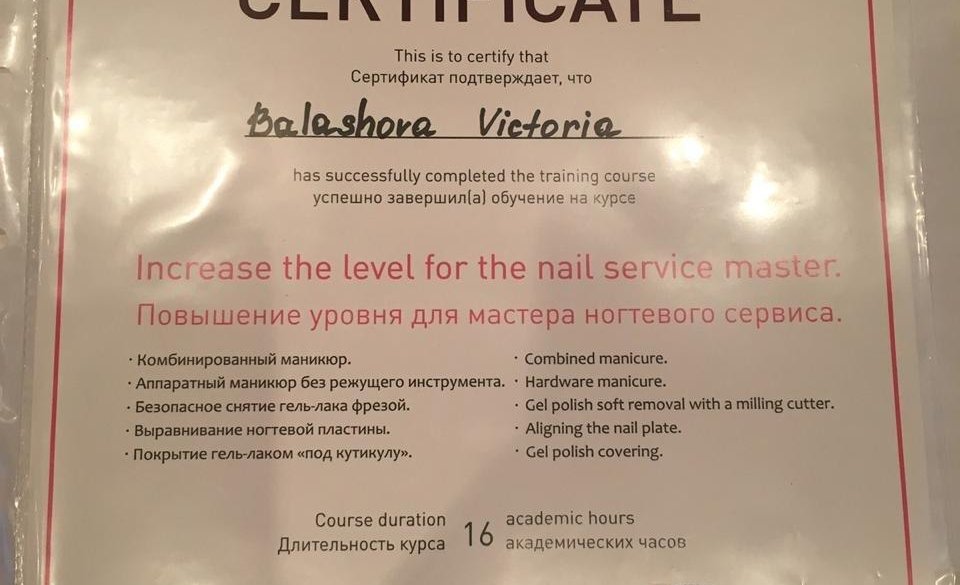 CERTIFICATE
This is to certify that
Сертификат подтверждает, что
Balashova Victoria
has successfully completed the training course
успешно завершил(а) обучение на курсе
Increase the level for the nail service master.
Повышение уровня для мастера ногтевого сервиса.
· Комбинированный маникюр.
· Аппаратный маникюр без режущего инструмента.
· Безопасное снятие гель-лака фрезой.
· Выравнивание ногтевой пластины.
· Покрытие гель-лаком «под кутикулу».
· Combined manicure.
· Hardware manicure.
· Gel polish soft removal with a milling cutter.
· Aligning the nail plate.
· Gel polish covering.
Course duration 16 academic hours
Длительность курса академических часов